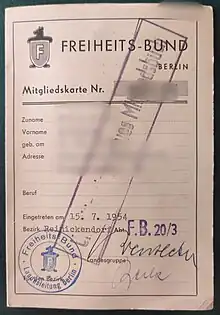 F
FREIHEITS-BUND
BERLIN
Mitgliedskarte Nr.
Zuname
Vorname
geb. am
Adresse
Beruf
Eingetreten am 15. 7. 1954
Bezirk Reinickendorf Abt. F.B. 20/3
Landesgruppe:
Freiheits-Bund
Landesleitung Berlin